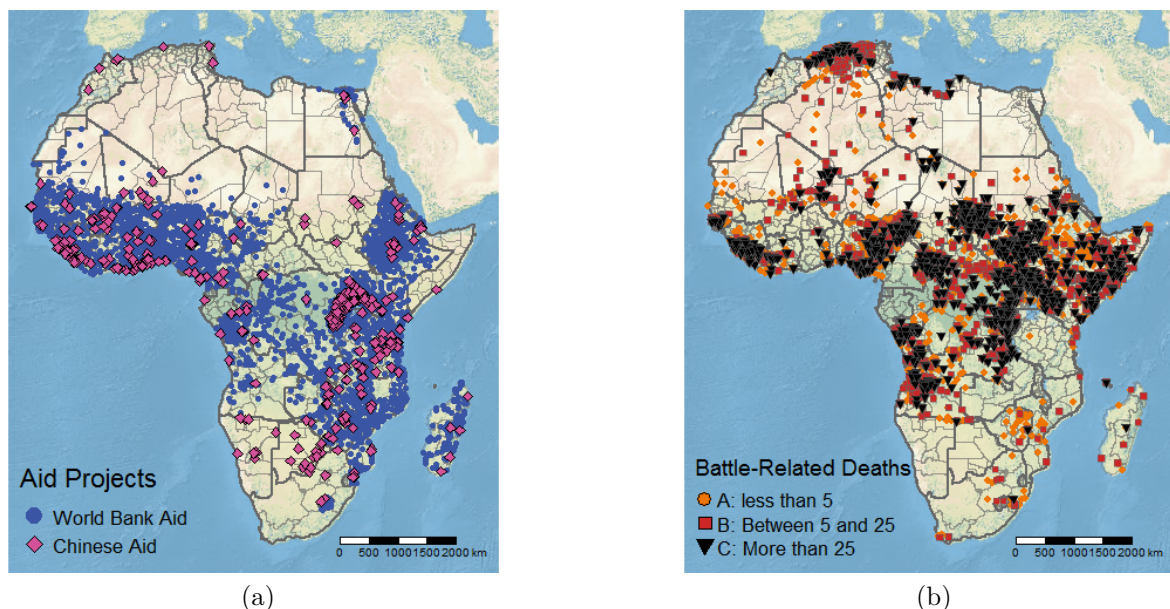 Aid Projects
World Bank Aid
Chinese Aid
0 500 1000 1500 2000 km
(a)
Battle-Related Deaths
A: less than 5
B: Between 5 and 25
C: More than 25
0 500 1000 1500 2000 km
(b)